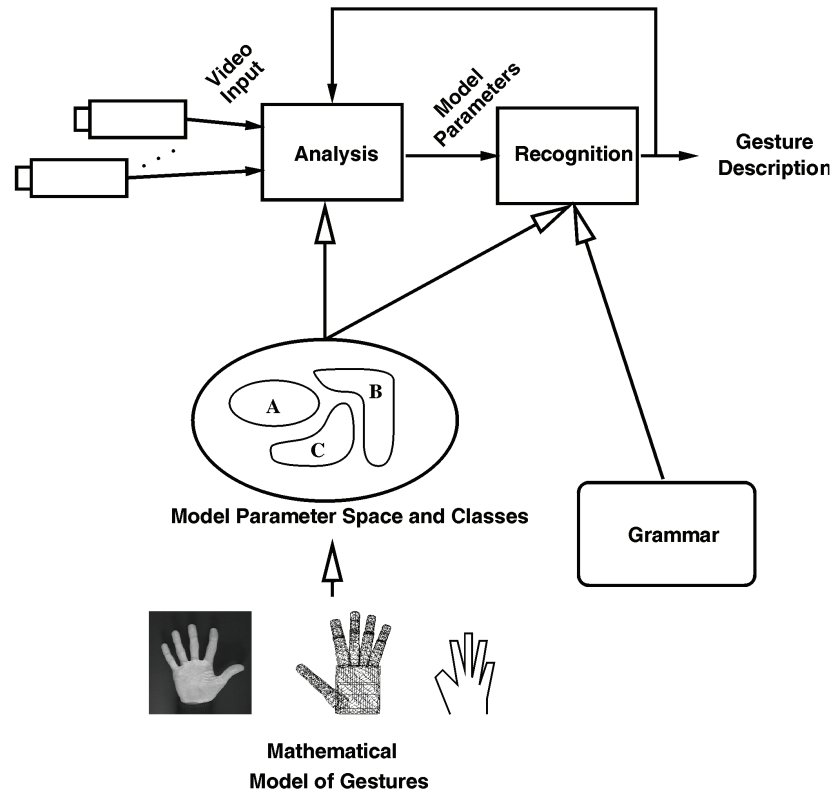 Video
Input
Model
Parameters
Analysis
Recognition
Gesture
Description
A
B
C
Model Parameter Space and Classes
Grammar
Mathematical
Model of Gestures